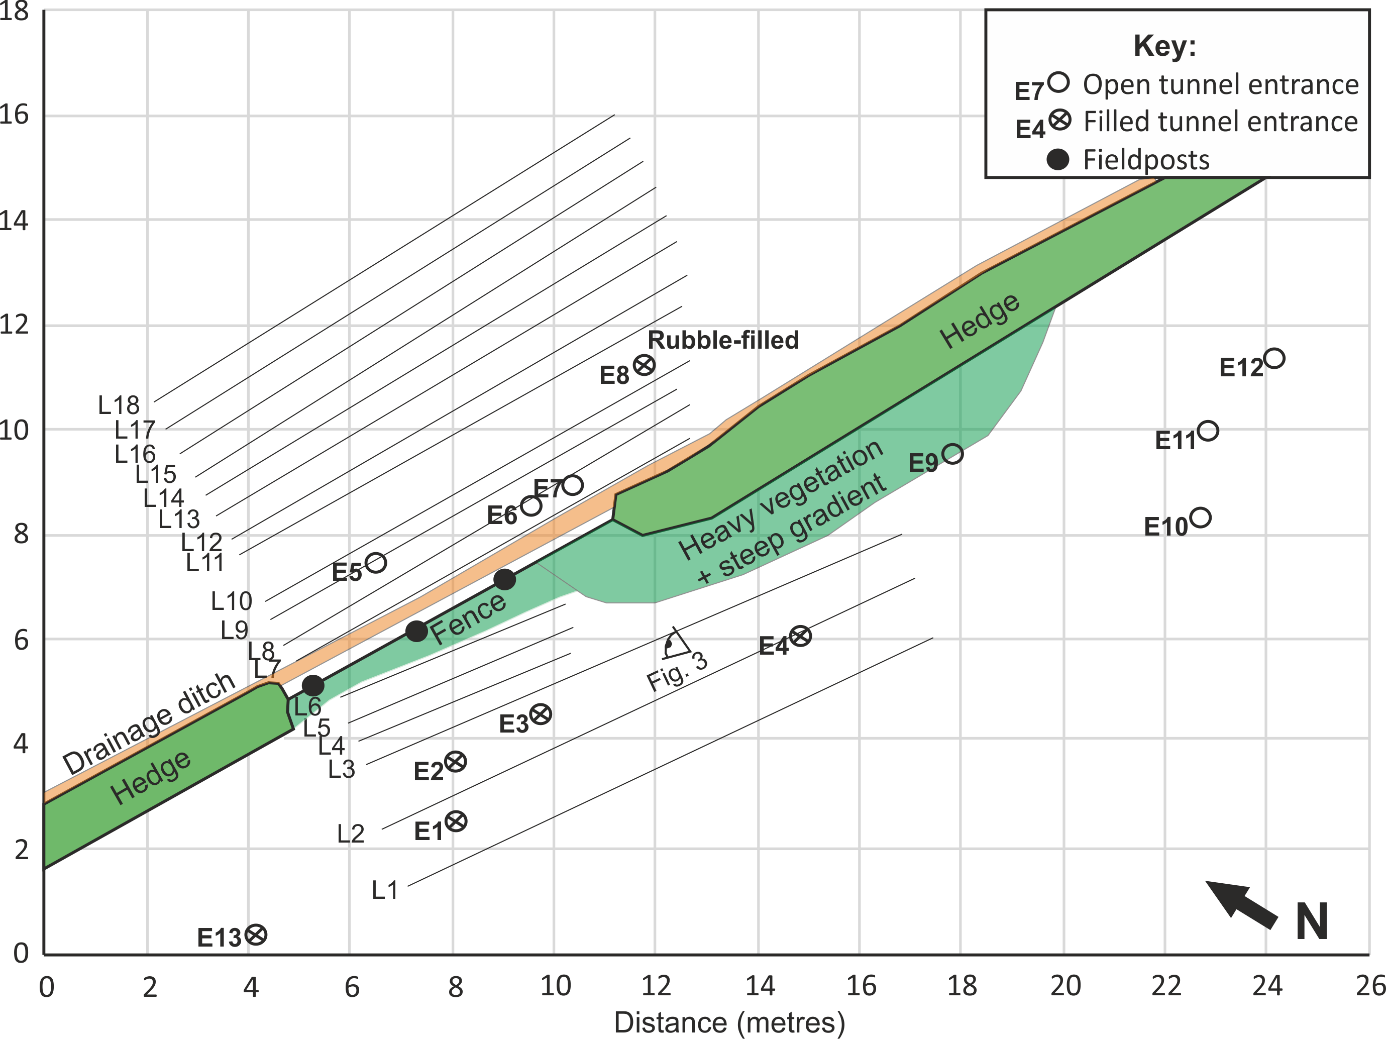 18
16
14
12
10
8
6
4
2
0
0
2
4
6
8
10
12
14
16
18
20
22
24
26
Distance (metres)
Key:
E7 Open tunnel entrance
E4 Filled tunnel entrance
Fieldposts
L18
L17
L16
L15
L14
L13
L12
L11
L10
L9
L8
L7
L6
L5
L4
L3
L2
L1
Rubble-filled
E8
E7
E6
E5
Hedge
E12
E11
E9
E10
Heavy vegetation
+ steep gradient
Fence
E4
Fig. 3
E3
E2
E1
E13
Drainage ditch
Hedge
N